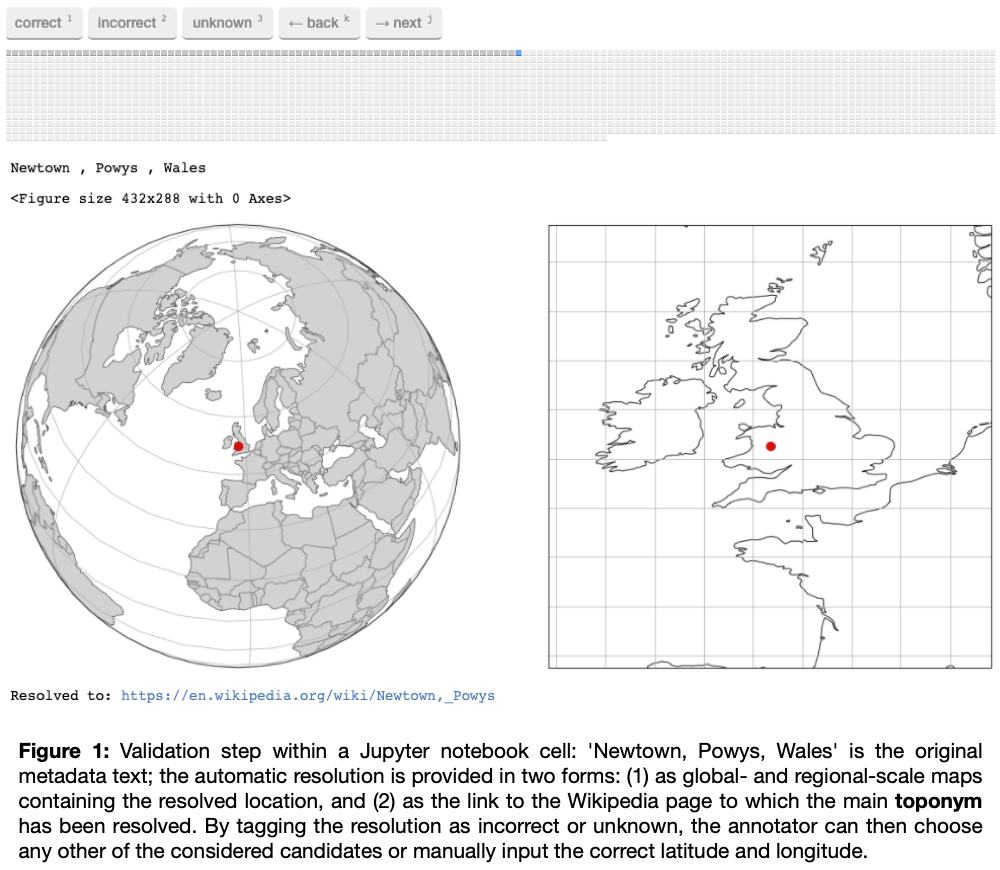 correct 1 incorrect 2 unknown 3 ← back k → next j
Newtown , Powys , Wales
<Figure size 432x288 with 0 Axes>
Resolved to: https://en.wikipedia.org/wiki/Newtown,_Powys
Figure 1: Validation step within a Jupyter notebook cell: 'Newtown, Powys, Wales' is the original
metadata text; the automatic resolution is provided in two forms: (1) as global- and regional-scale maps
containing the resolved location, and (2) as the link to the Wikipedia page to which the main toponym
has been resolved. By tagging the resolution as incorrect or unknown, the annotator can then choose
any other of the considered candidates or manually input the correct latitude and longitude.